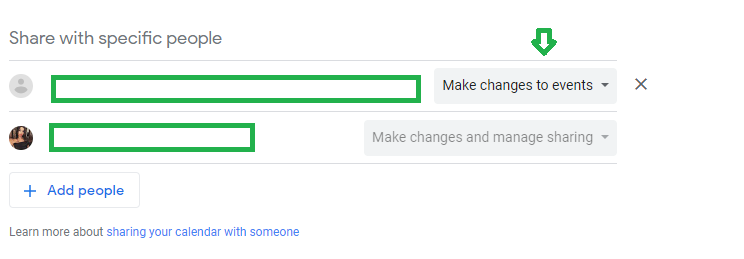 Share with specific people
Make changes to events
Make changes and manage sharing
Add people
Learn more about sharing your calendar with someone